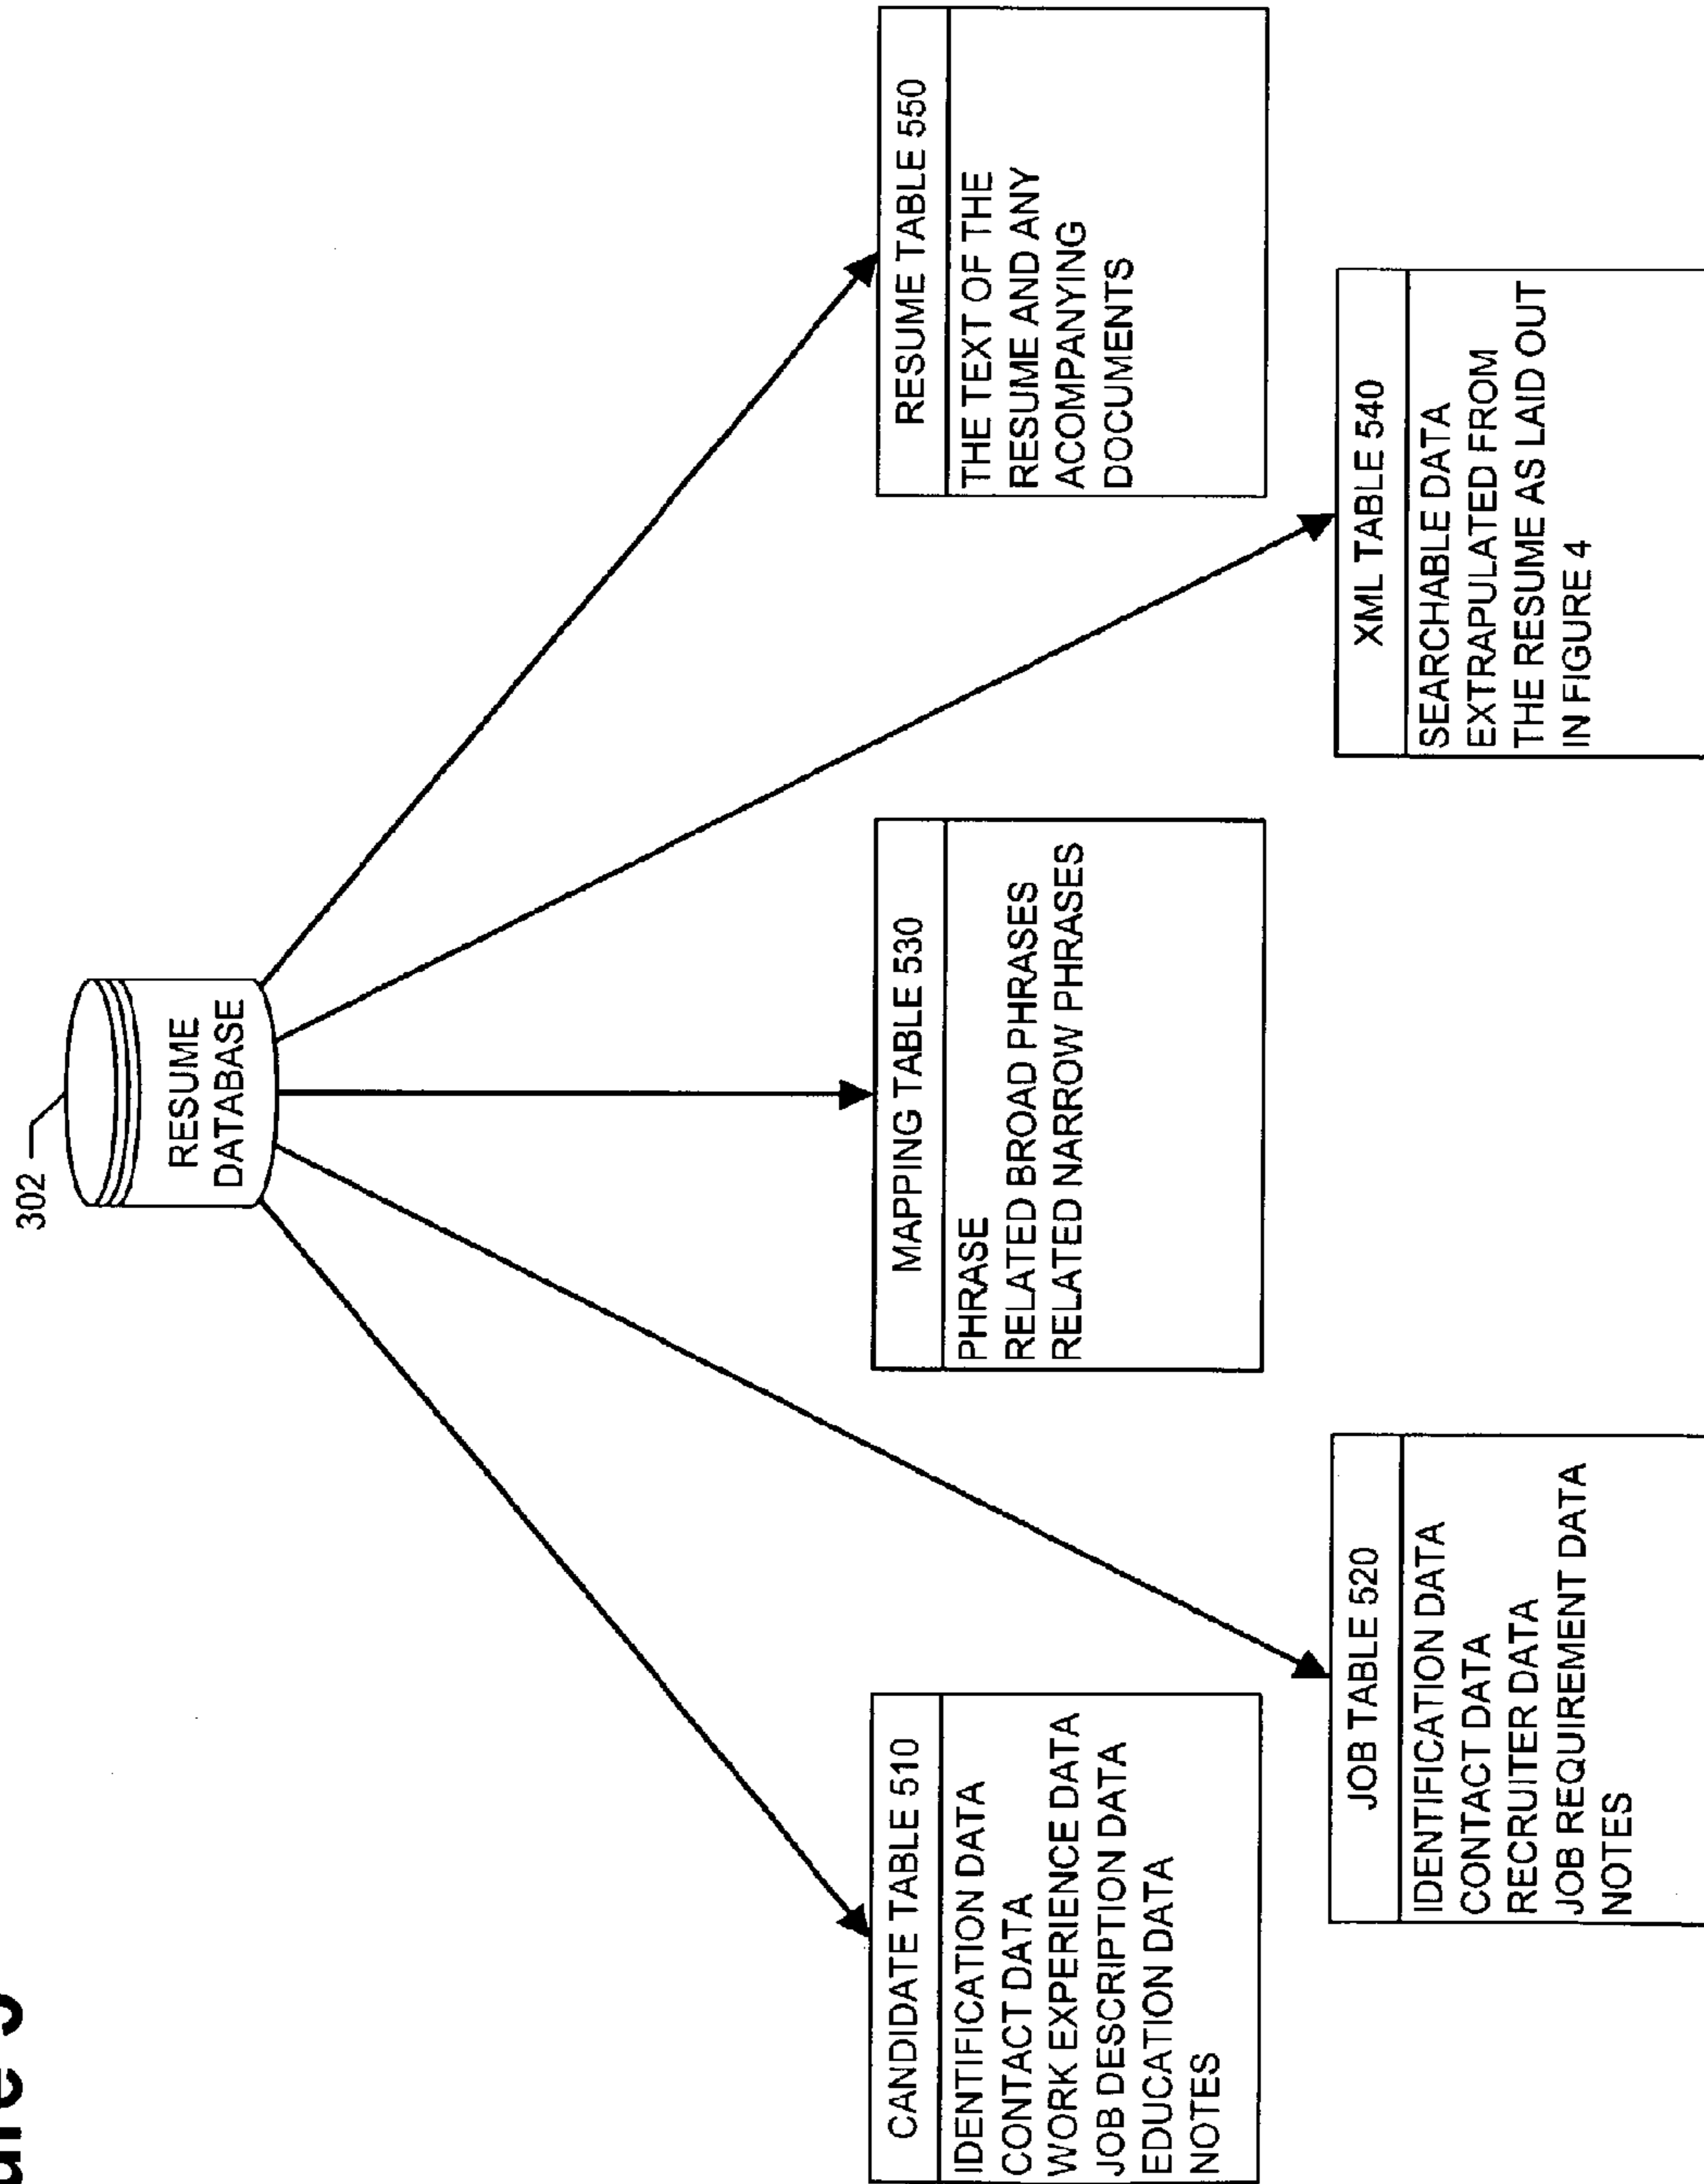 302
RESUME
DATABASE
CANDIDATE TABLE 510
IDENTIFICATION DATA
CONTACT DATA
WORK EXPERIENCE DATA
JOB DESCRIPTION DATA
EDUCATION DATA
NOTES
JOB TABLE 520
IDENTIFICATION DATA
CONTACT DATA
RECRUITER DATA
JOB REQUIREMENT DATA
NOTES
MAPPING TABLE 530
PHRASE
RELATED BROAD PHRASES
RELATED NARROW PHRASES
XML TABLE 540
SEARCHABLE DATA
EXTRAPULATED FROM
THE RESUME AS LAID OUT
IN FIGURE 4
RESUME TABLE 550
THE TEXT OF THE
RESUME AND ANY
ACOMPANYING
DOCUMENTS